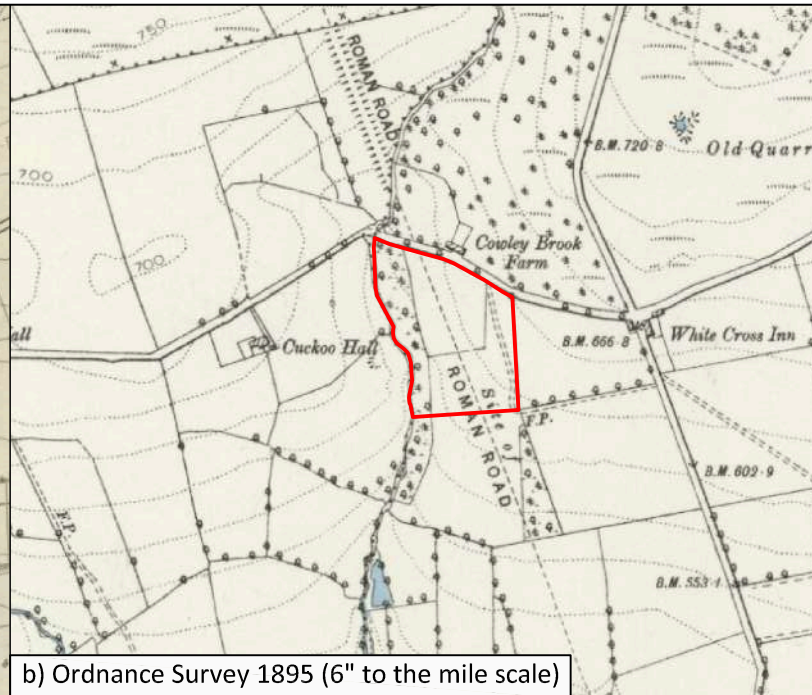 750
ROMAN ROAD
700
700
B.M. 720·8
Old Quarr
Cowley Brook
Farm
all
Cuckoo Hall
B.M. 666·8
White Cross Inn
Site of
ROMAN ROAD
F.P.
B.M. 602·9
F.P.
B.M. 553·1
b) Ordnance Survey 1895 (6" to the mile scale)